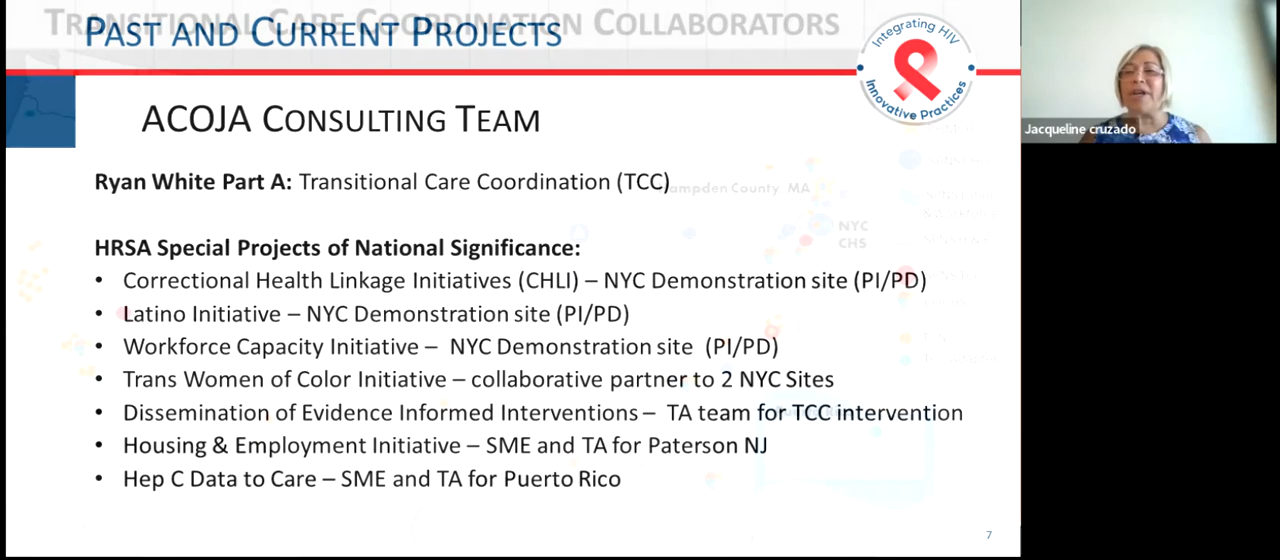 TRANSITIONAL CARE COORDINATION COLLABORATORS
PAST AND CURRENT PROJECTS
Integrating HIV
Innovative Practices
ACOJA CONSULTING TEAM
Jacqueline cruzado
Ryan White Part A: Transitional Care Coordination (TCC)
ampden County MA
NYC
CHS
HRSA Special Projects of National Significance:
• Correctional Health Linkage Initiatives (CHLI) – NYC Demonstration site (PI/PD)
• Latino Initiative – NYC Demonstration site (PI/PD)
• Workforce Capacity Initiative – NYC Demonstration site (PI/PD)
• Trans Women of Color Initiative – collaborative partner to 2 NYC Sites
• Dissemination of Evidence Informed Interventions – TA team for TCC intervention
• Housing & Employment Initiative – SME and TA for Paterson NJ
• Hep C Data to Care – SME and TA for Puerto Rico
7